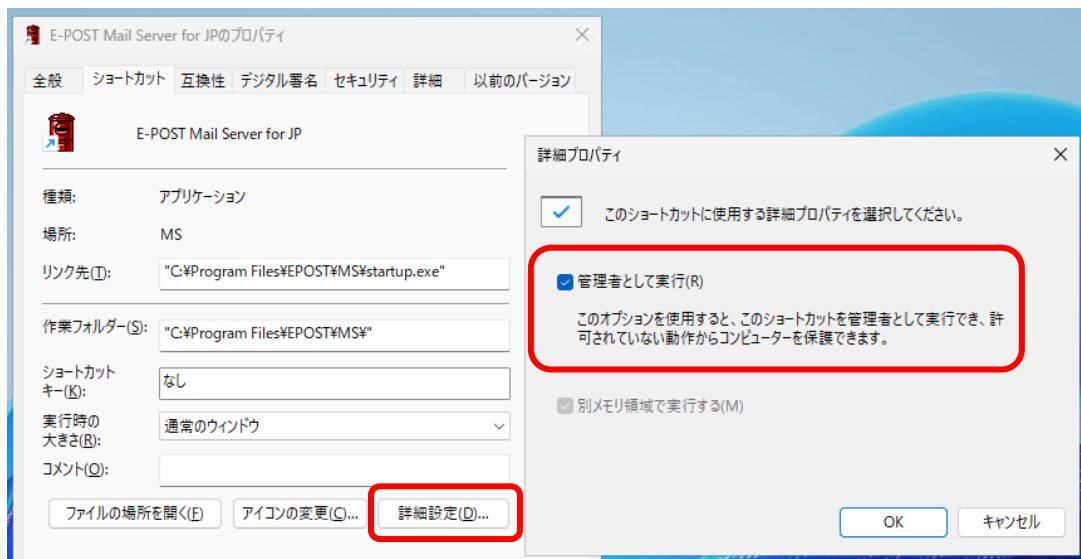 E-POST Mail Server for JPのプロパティ
全般 ショートカット 互換性 デジタル署名 セキュリティ 詳細 以前のバージョン
E-POST Mail Server for JP
種類: アプリケーション
場所: MS
リンク先(T): "C:¥Program Files¥EPOST¥MS¥startup.exe"
作業フォルダー(S): "C:¥Program Files¥EPOST¥MS¥"
ショートカット
キー(K): なし
実行時の
大きさ(R): 通常のウィンドウ
コメント(O):
ファイルの場所を開く(F) アイコンの変更(C)... 詳細設定(D)...
詳細プロパティ
このショートカットに使用する詳細プロパティを選択してください。
管理者として実行(R)
このオプションを使用すると、このショートカットを管理者として実行でき、許
可されていない動作からコンピューターを保護できます。
別メモリ領域で実行する(M)
OK キャンセル